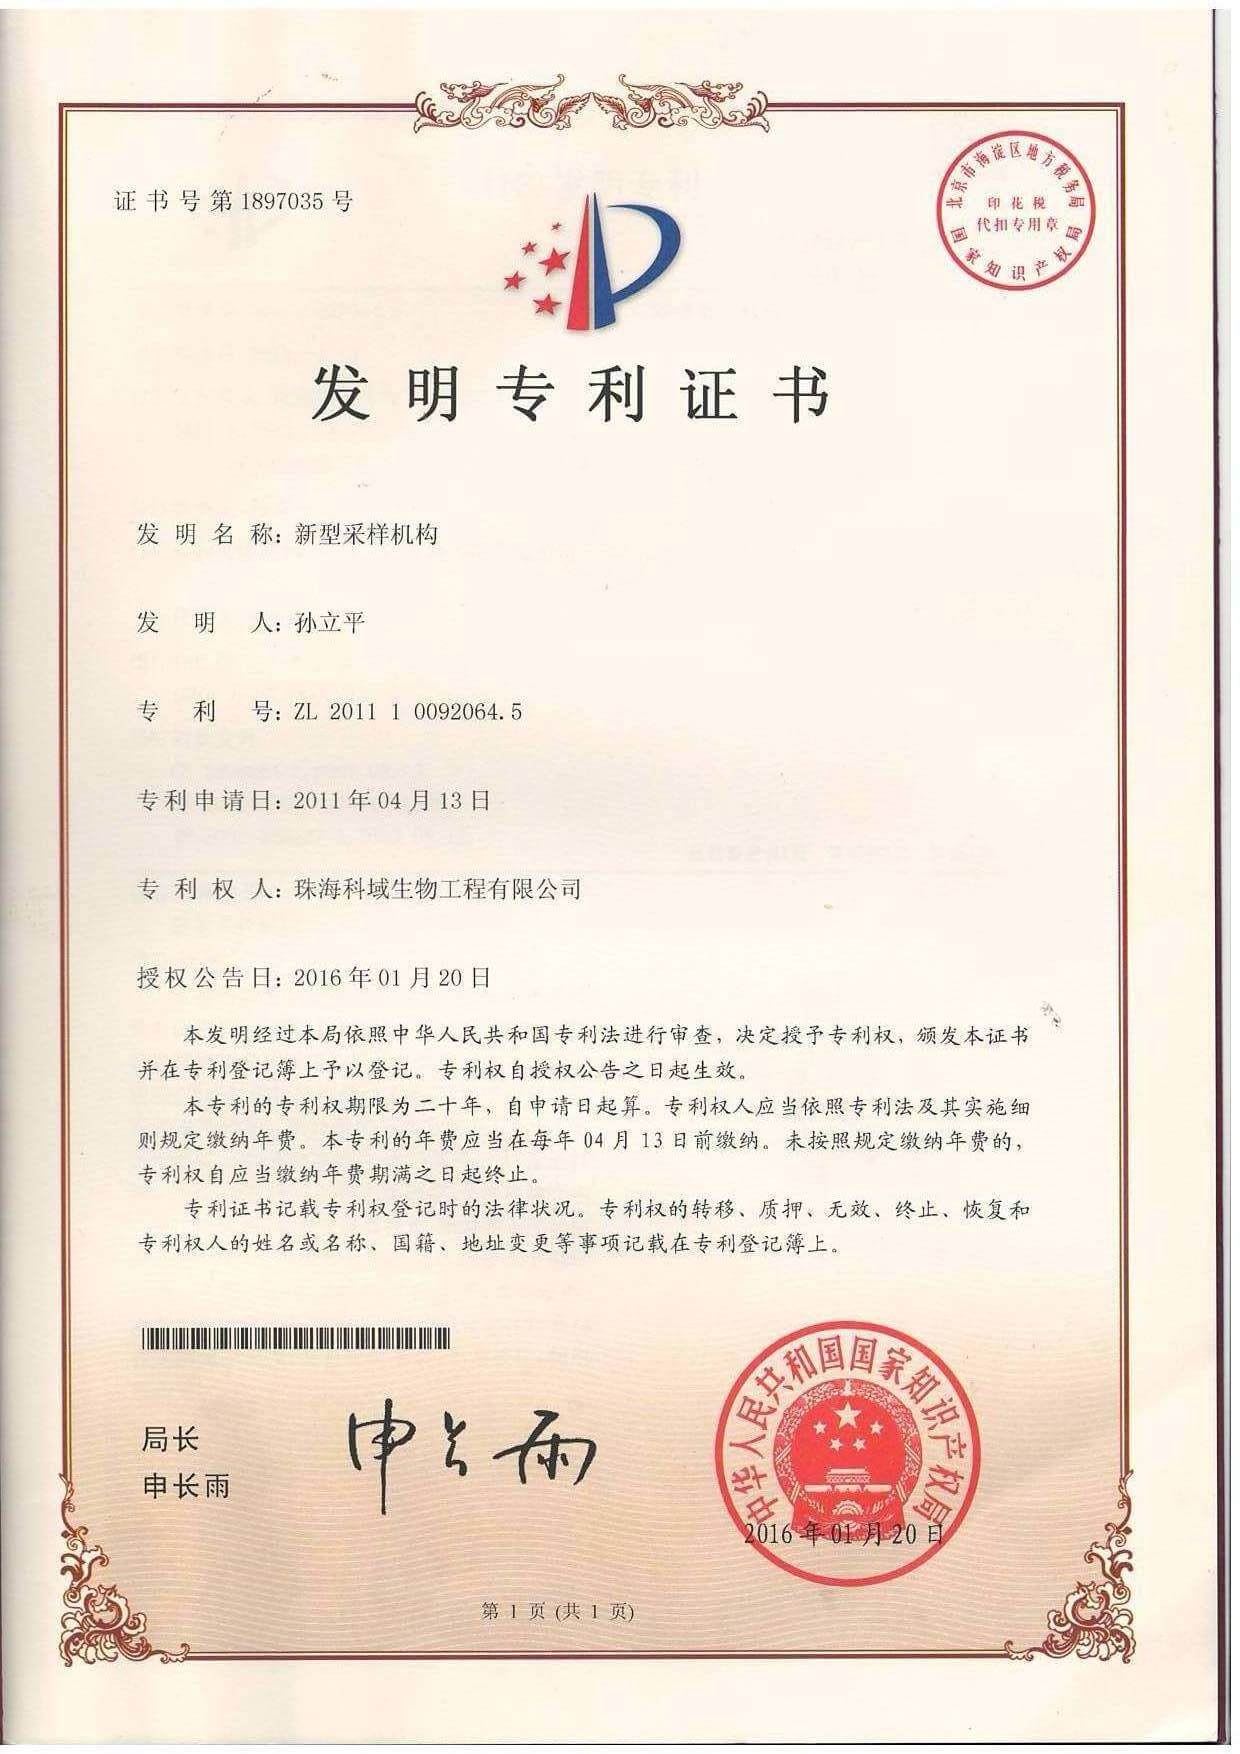 证书号第1897035号
北京市海淀区地方税务局
印花税
代扣专用章
国家知识产权局
发明专利证书
发明名称：新型采样机构
发明人：孙立平
专利号：ZL 2011 1 0092064.5
专利申请日：2011年04月13日
专利权人：珠海科域生物工程有限公司
授权公告日：2016年01月20日
本发明经过本局依照中华人民共和国专利法进行审查，决定授予专利权，颁发本证书
并在专利登记簿上予以登记。专利权自授权公告之日起生效。
本专利的专利权期限为二十年，自申请日起算。专利权人应当依照专利法及其实施细
则规定缴纳年费。本专利的年费应当在每年04月13日前缴纳。未按照规定缴纳年费的，
专利权自应当缴纳年费期满之日起终止。
专利证书记载专利权登记时的法律状况。专利权的转移、质押、无效、终止、恢复和
专利权人的姓名或名称、国籍、地址变更等事项记载在专利登记簿上。
局长
申长雨
申长雨
中华人民共和国国家知识产权局
2016年01月20日
第1页(共1页)